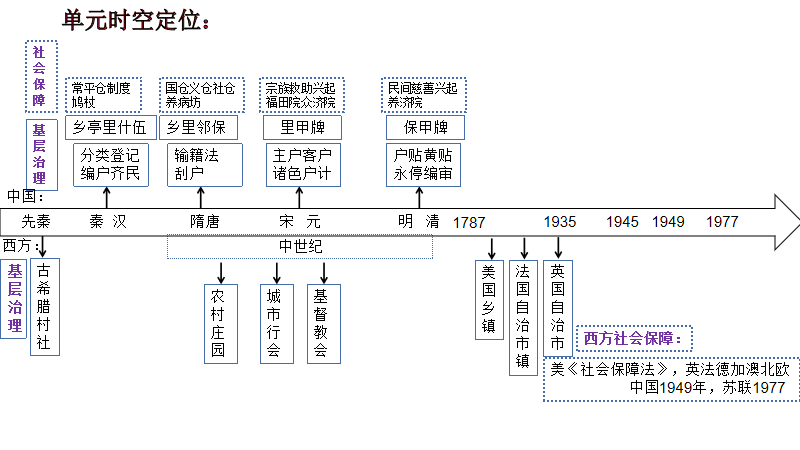 单元时空定位：
社会保障
常平仓制度
鸠杖
国仓义仓社仓
养病坊
宗族救助兴起
福田院众济院
民间慈善兴起
养济院
基层治理
乡亭里什伍
乡里邻保
里甲牌
保甲牌
分类登记
编户齐民
输籍法
刮户
主户客户
诸色户计
户贴黄贴
永停编审
中国：
先秦
秦 汉
隋唐
宋 元
明 清
1787
1935
1945
1949
1977
西方：
中世纪
基层治理
古希腊村社
农村庄园
城市行会
基督教会
美国乡镇
法国自治市镇
英国自治市
西方社会保障：
美《社会保障法》，英法德加澳北欧
中国1949年，苏联1977